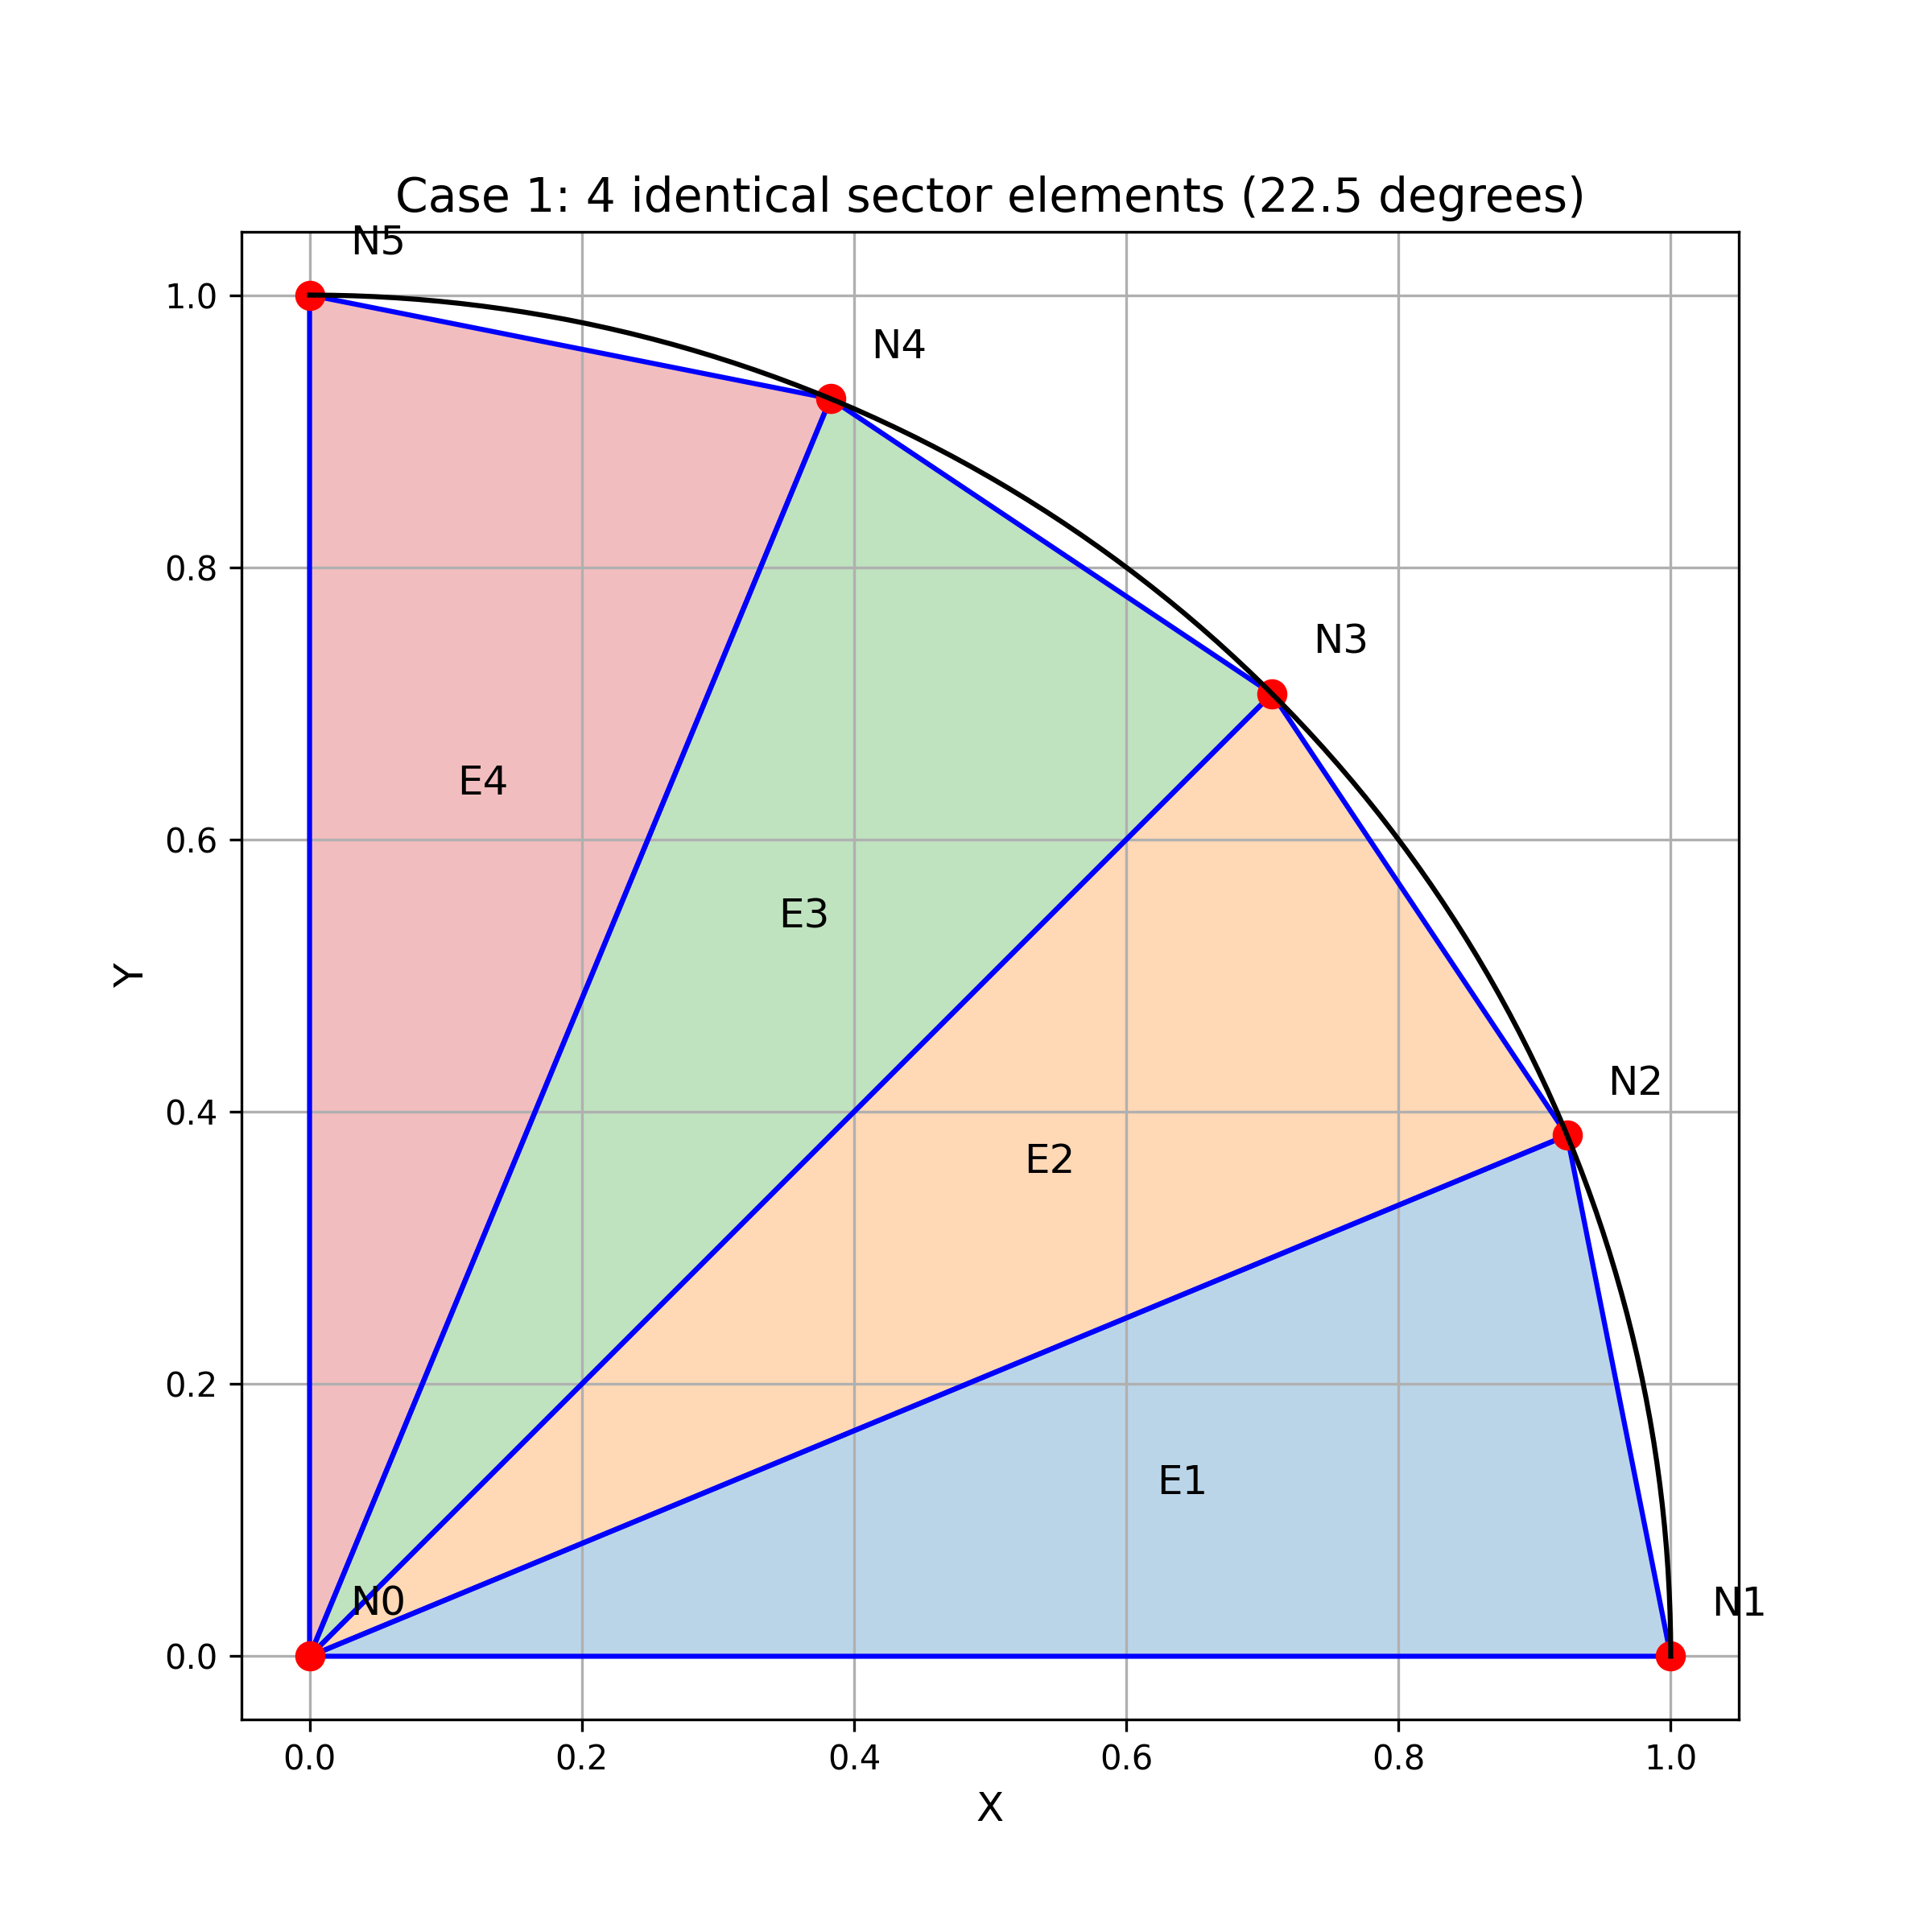 Case 1: 4 identical sector elements (22.5 degrees)
N5
1.0
N4
0.8
N3
E4
0.6
E3
Y
N2
0.4
E2
0.2
E1
N0
N1
0.0
0.0 0.2 0.4 0.6 0.8 1.0
X